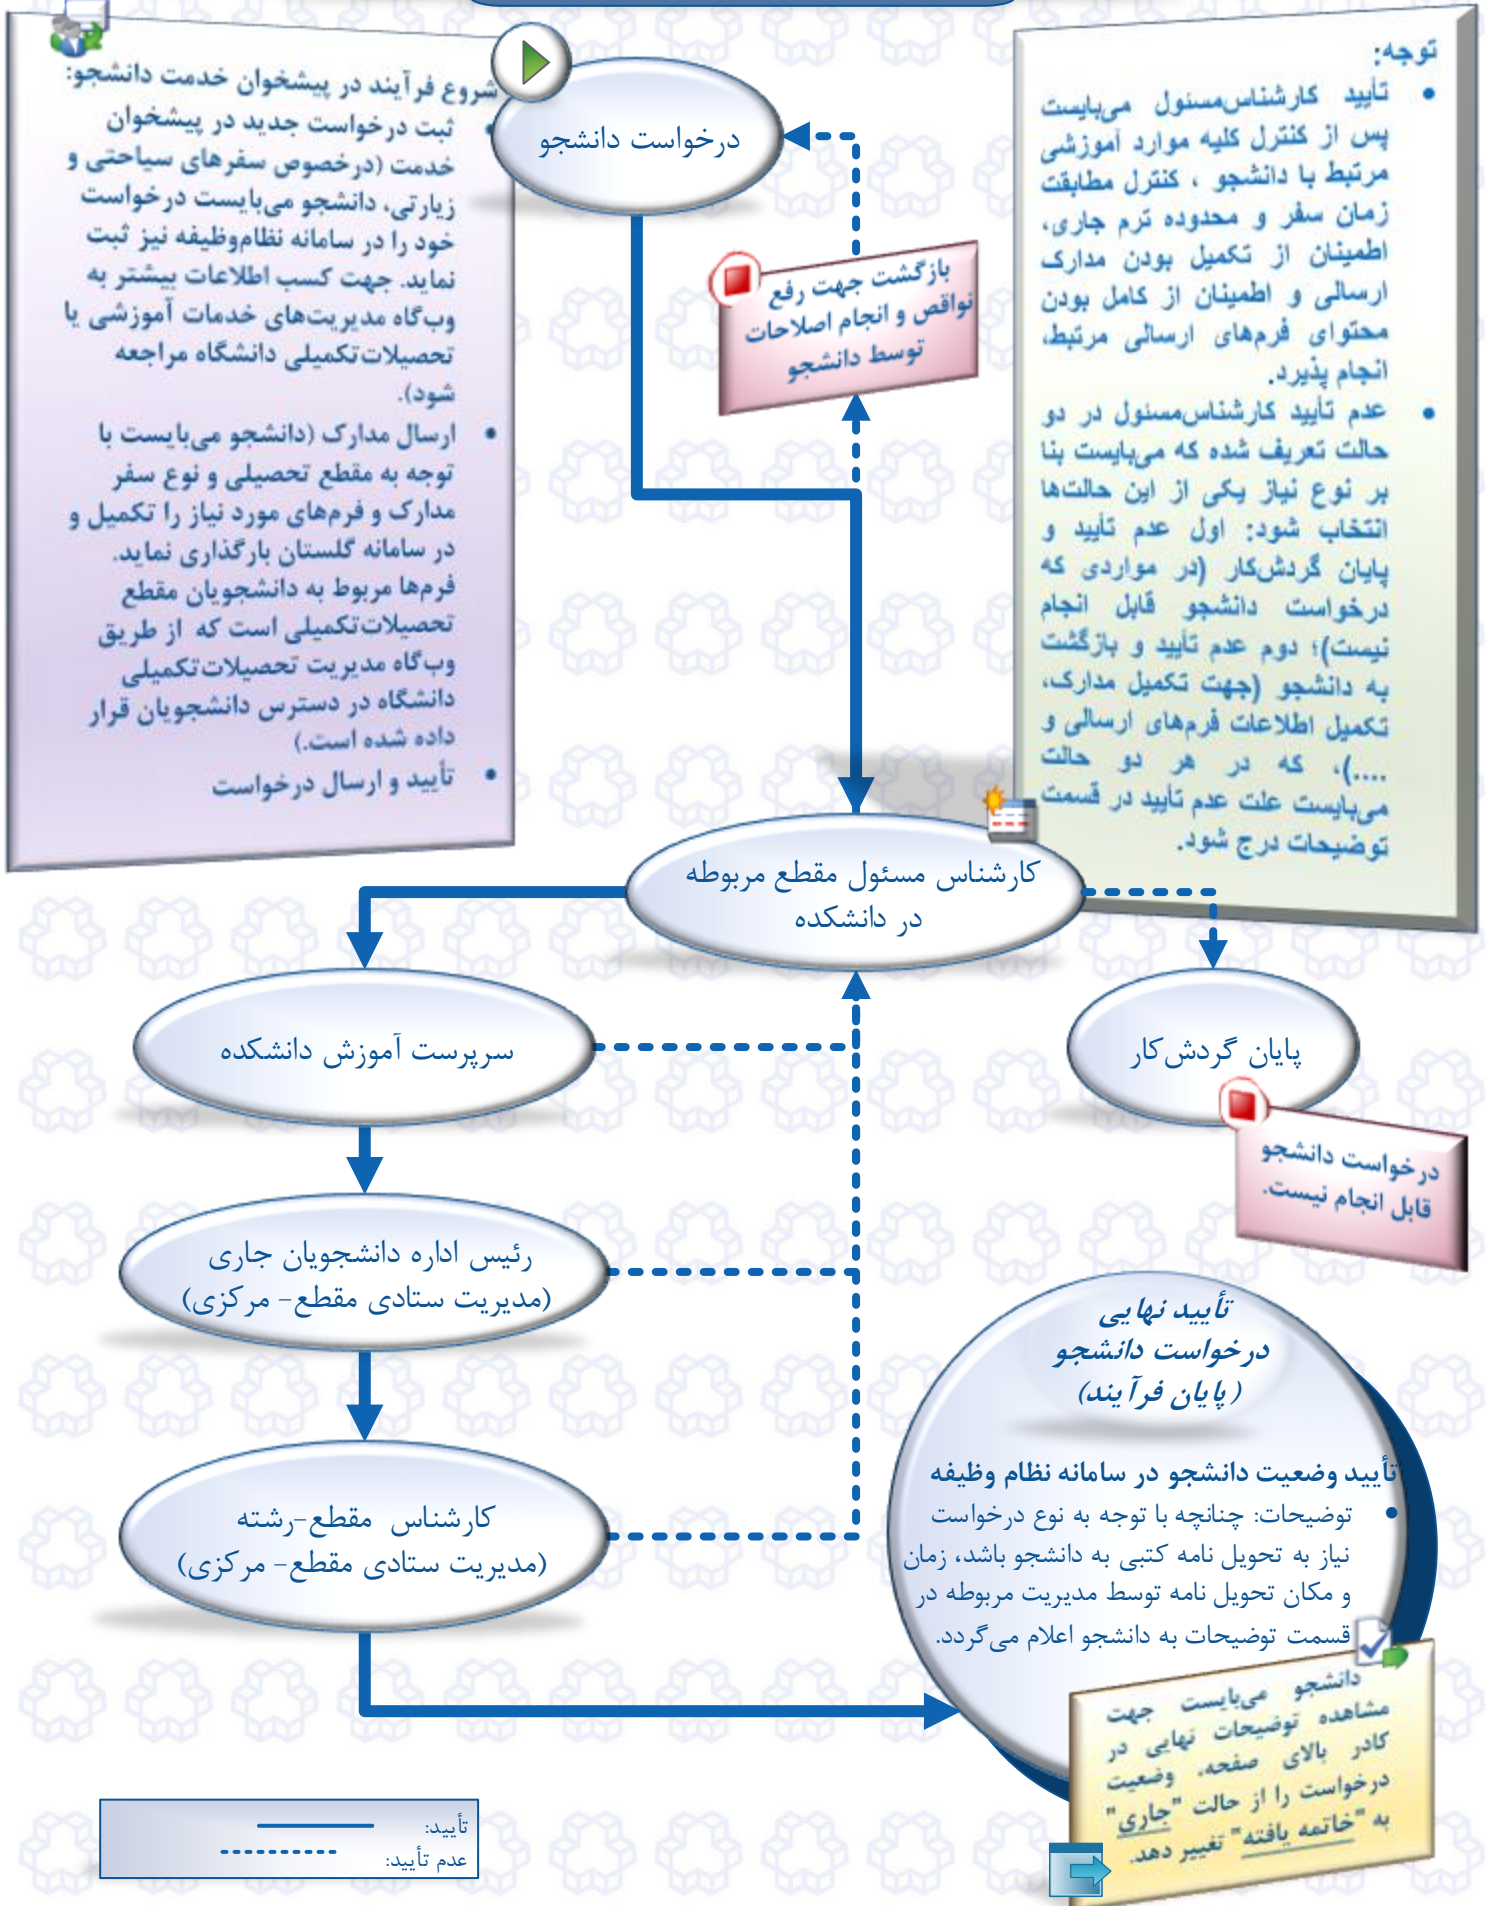 شروع فرآیند در پیشخوان خدمت دانشجو:
• ثبت درخواست جدید در پیشخوان
خدمت (درخصوص سفرهای سیاحتی و
زیارتی، دانشجو می‌بایست درخواست
خود را در سامانه نظام‌وظیفه نیز ثبت
نماید. جهت کسب اطلاعات بیشتر به
وب‌گاه مدیریت‌های خدمات آموزشی یا
تحصیلات‌تکمیلی دانشگاه مراجعه
شود).
• ارسال مدارک (دانشجو می‌بایست با
توجه به مقطع تحصیلی و نوع سفر
مدارک و فرم‌های مورد نیاز را تکمیل و
در سامانه گلستان بارگذاری نماید.
فرم‌ها مربوط به دانشجویان مقطع
تحصیلات‌تکمیلی است که از طریق
وب‌گاه مدیریت تحصیلات‌تکمیلی
دانشگاه در دسترس دانشجویان قرار
داده شده است.)
• تأیید و ارسال درخواست
درخواست دانشجو
بازگشت جهت رفع
نواقص و انجام اصلاحات
توسط دانشجو
توجه:
• تأیید کارشناس‌مسئول می‌بایست
پس از کنترل کلیه موارد آموزشی
مرتبط با دانشجو ، کنترل مطابقت
زمان سفر و محدوده ترم جاری،
اطمینان از تکمیل بودن مدارک
ارسالی و اطمینان از کامل بودن
محتوای فرم‌های ارسالی مرتبط،
انجام پذیرد.
• عدم تأیید کارشناس‌مسئول در دو
حالت تعریف شده که می‌بایست بنا
بر نوع نیاز یکی از این حالت‌ها
انتخاب شود: اول عدم تأیید و
پایان گردش‌کار (در مواردی که
درخواست دانشجو قابل انجام
نیست)؛ دوم عدم تأیید و بازگشت
به دانشجو (جهت تکمیل مدارک،
تکمیل اطلاعات فرم‌های ارسالی و
....)، که در هر دو حالت
می‌بایست علت عدم تأیید در قسمت
توضیحات درج شود.
کارشناس مسئول مقطع مربوطه
در دانشکده
سرپرست آموزش دانشکده
پایان گردش‌کار
درخواست دانشجو
قابل انجام نیست.
رئیس اداره دانشجویان جاری
(مدیریت ستادی مقطع- مرکزی)
کارشناس مقطع-رشته
(مدیریت ستادی مقطع- مرکزی)
تأیید نهایی
درخواست دانشجو
(پایان فرآیند)
تأیید وضعیت دانشجو در سامانه نظام وظیفه
• توضیحات: چنانچه با توجه به نوع درخواست
نیاز به تحویل نامه کتبی به دانشجو باشد، زمان
و مکان تحویل نامه توسط مدیریت مربوطه در
قسمت توضیحات به دانشجو اعلام می‌گردد.
دانشجو می‌بایست جهت
مشاهده توضیحات نهایی در
کادر بالای صفحه، وضعیت
درخواست را از حالت "جاری"
به "خاتمه یافته" تغییر دهد.
تأیید:
عدم تأیید: